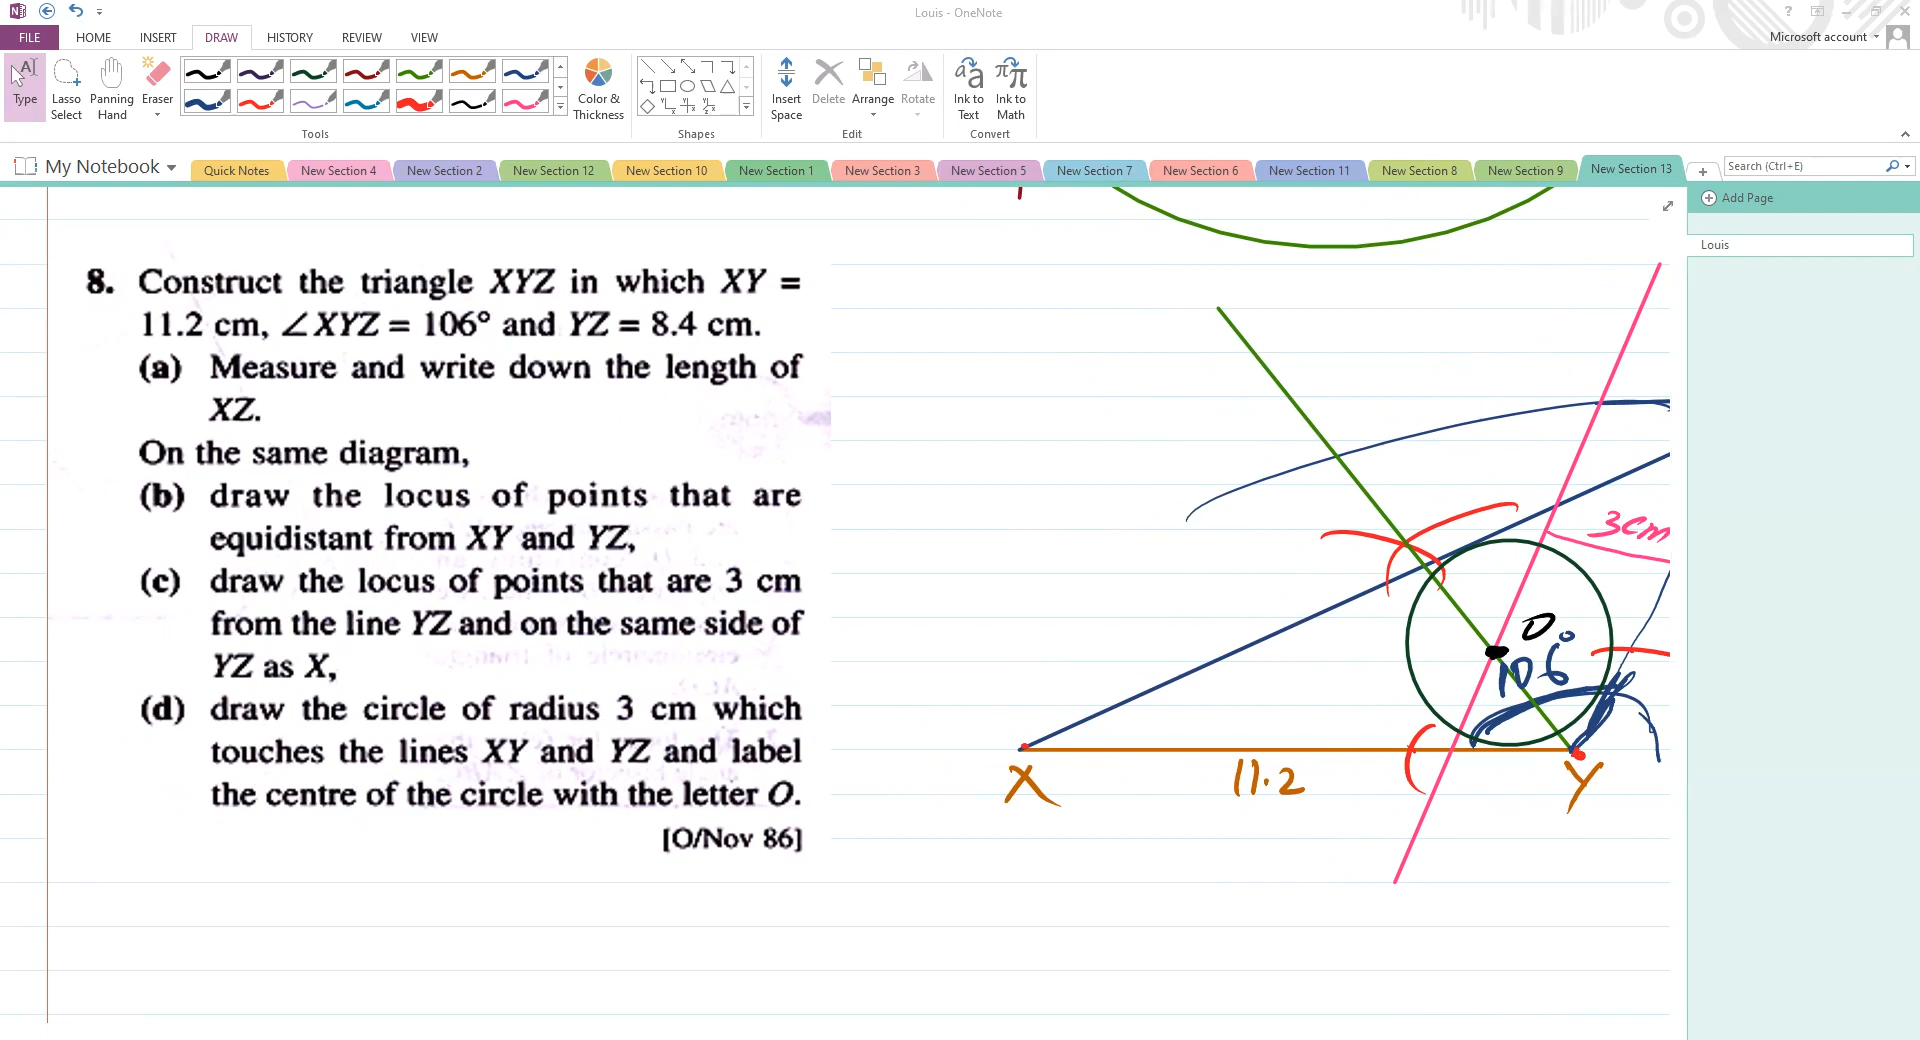 Louis - OneNote
FILE HOME INSERT DRAW HISTORY REVIEW VIEW
Microsoft account
Type
Lasso Select
Panning Hand
Eraser
Color & Thickness
Insert Space
Delete
Arrange
Rotate
Ink to Text
Ink to Math
Tools
Shapes
Edit
Convert
My Notebook
Quick Notes New Section 4 New Section 2 New Section 12 New Section 10 New Section 1 New Section 3 New Section 5 New Section 7 New Section 6 New Section 11 New Section 8 New Section 9 New Section 13
Search (Ctrl+E)
Add Page
Louis
8. Construct the triangle XYZ in which XY =
11.2 cm, ∠XYZ = 106° and YZ = 8.4 cm.
(a) Measure and write down the length of
XZ.
On the same diagram,
(b) draw the locus of points that are
equidistant from XY and YZ,
(c) draw the locus of points that are 3 cm
from the line YZ and on the same side of
YZ as X,
(d) draw the circle of radius 3 cm which
touches the lines XY and YZ and label
the centre of the circle with the letter O.
[O/Nov 86]
3cm
O
106°
X 11.2 Y